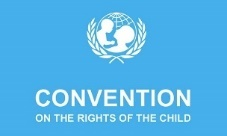 CONVENTION
ON THE RIGHTS OF THE CHILD